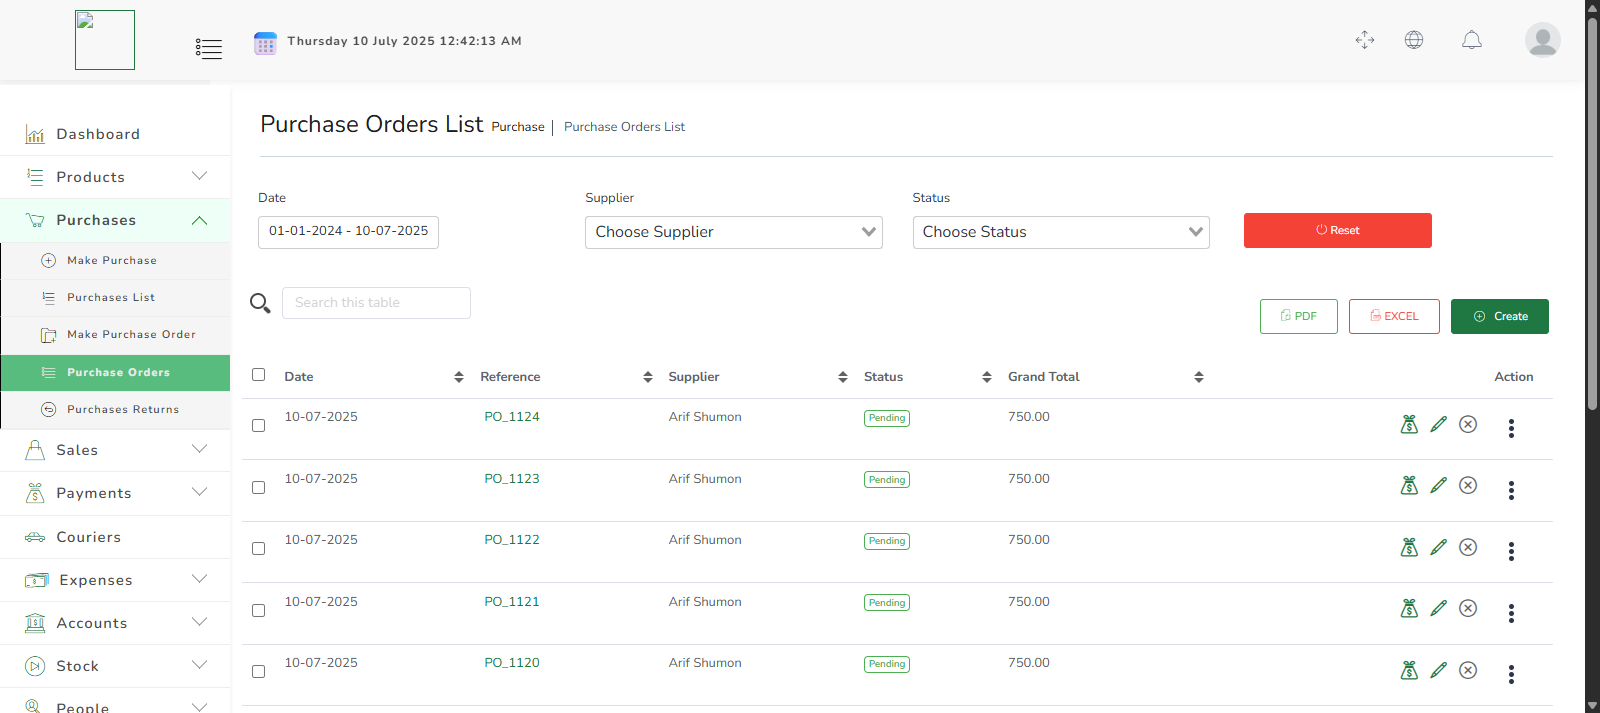 Thursday 10 July 2025 12:42:13 AM
Dashboard
Products
Purchases
Make Purchase
Purchases List
Make Purchase Order
Purchase Orders
Purchases Returns
Sales
Payments
Couriers
Expenses
Accounts
Stock
People
Purchase Orders List Purchase | Purchase Orders List
Date Supplier Status
01-01-2024 - 10-07-2025 Choose Supplier Choose Status Reset
Search this table
PDF EXCEL Create
Date Reference Supplier Status Grand Total Action
10-07-2025 PO_1124 Arif Shumon Pending 750.00
10-07-2025 PO_1123 Arif Shumon Pending 750.00
10-07-2025 PO_1122 Arif Shumon Pending 750.00
10-07-2025 PO_1121 Arif Shumon Pending 750.00
10-07-2025 PO_1120 Arif Shumon Pending 750.00